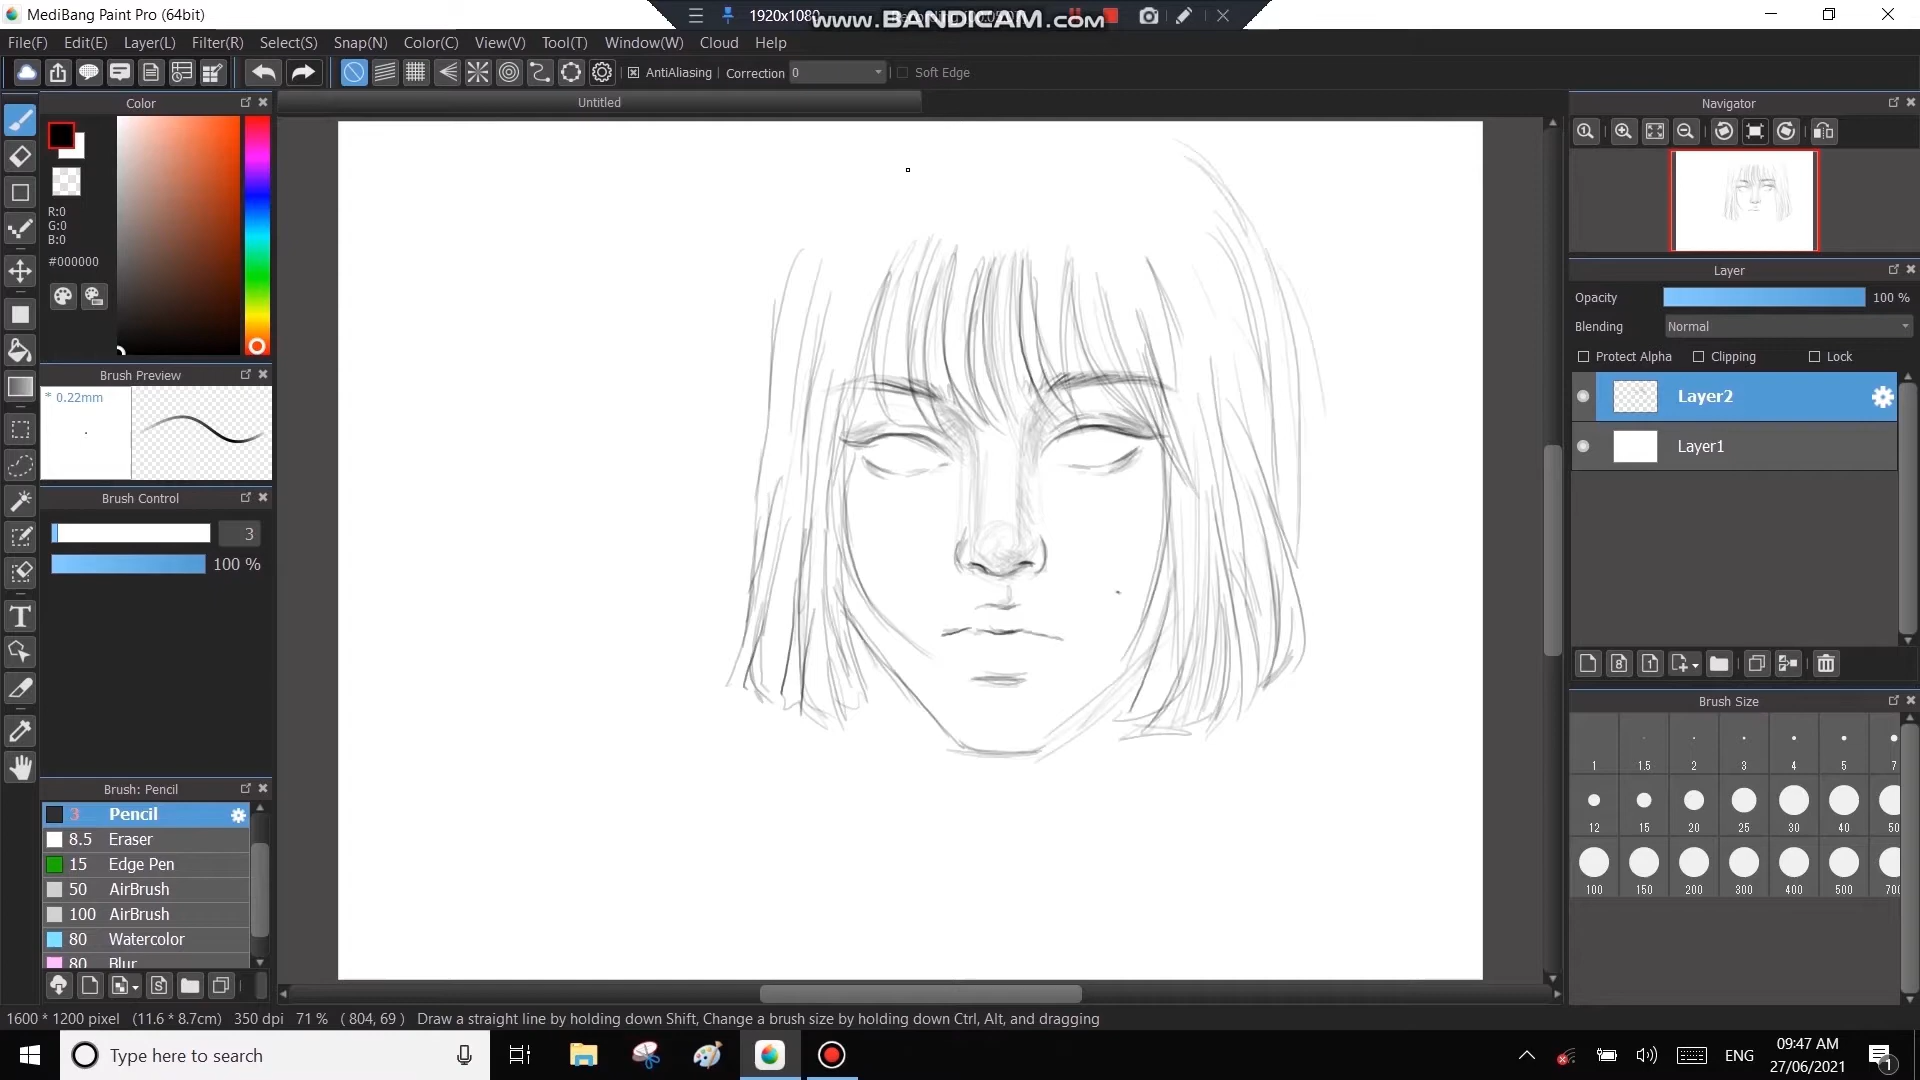 MediBang Paint Pro (64bit)
1920x1080
www.BANDICAM.com
File(F) Edit(E) Layer(L) Filter(R) Select(S) Snap(N) Color(C) View(V) Tool(T) Window(W) Cloud Help
AntiAliasing Correction 0 Soft Edge
Color
Untitled
Navigator
R:0
G:0
B:0
#000000
Layer
Opacity 100 %
Blending Normal
Protect Alpha Clipping Lock
Brush Preview
* 0.22mm
Layer2
Layer1
Brush Control
3
100 %
Brush Size
1 1.5 2 3 4 5 7
12 15 20 25 30 40 50
100 150 200 300 400 500 700
Brush: Pencil
3 Pencil
8.5 Eraser
15 Edge Pen
50 AirBrush
100 AirBrush
80 Watercolor
80 Blur
1600 * 1200 pixel (11.6 * 8.7cm) 350 dpi 71 % ( 804, 69 ) Draw a straight line by holding down Shift, Change a brush size by holding down Ctrl, Alt, and dragging
Type here to search
ENG
09:47 AM
27/06/2021
1